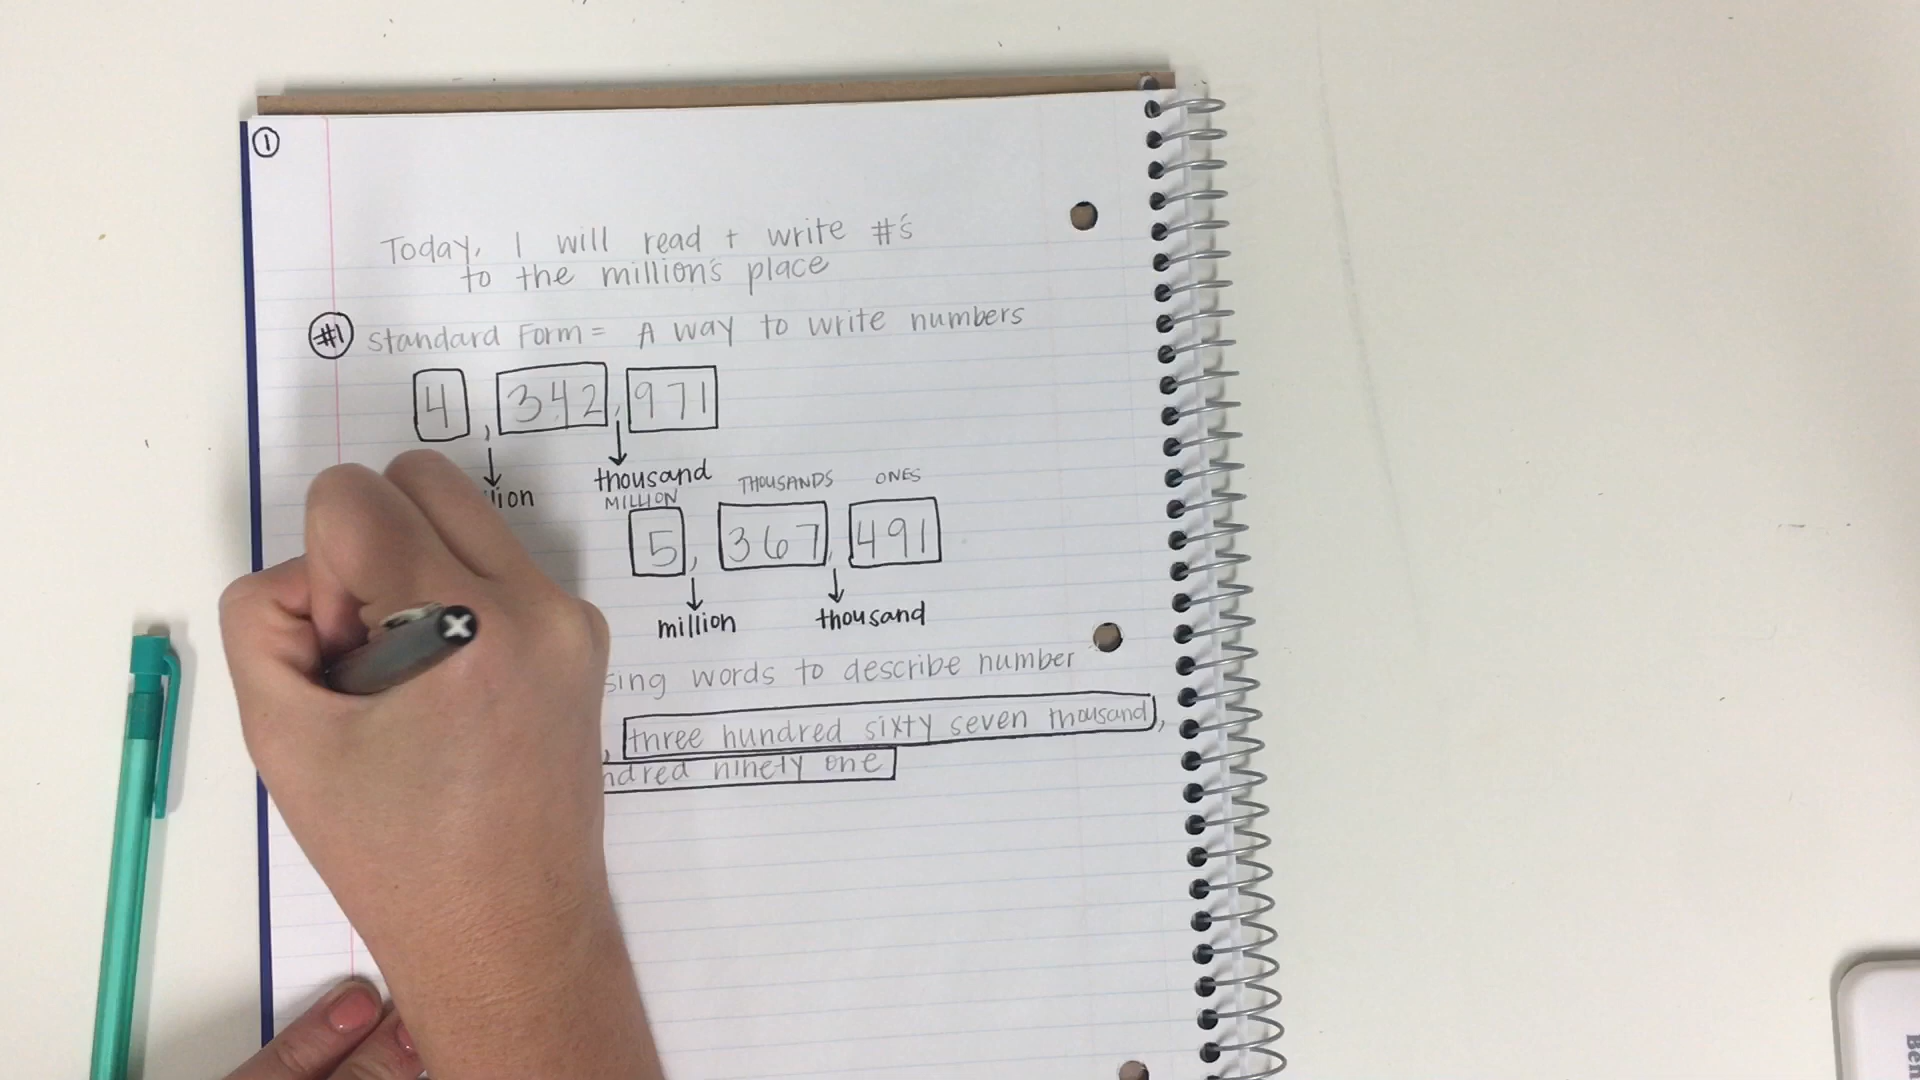 1
Today, I will read + write #'s
to the million's place
#1 Standard Form = A way to write numbers
4 , 342 , 971
thousand
MILLION THOUSANDS ONES
5 , 367 , 491
million thousand
words to describe number
, three hundred sixty seven thousand ,
ninety one